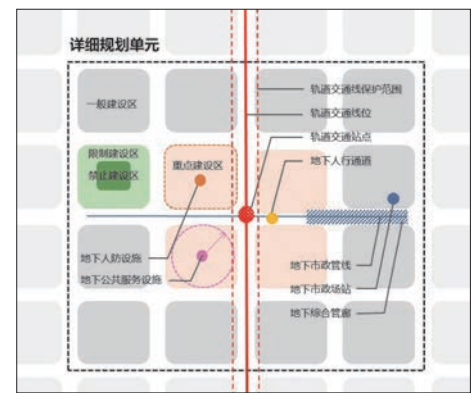 详细规划单元
轨道交通线保护范围
一般建设区
轨道交通线位
轨道交通站点
限制建设区
重点建设区
地下人行通道
禁止建设区
地下人防设施
地下市政管线
地下公共服务设施
地下市政场站
地下综合管廊